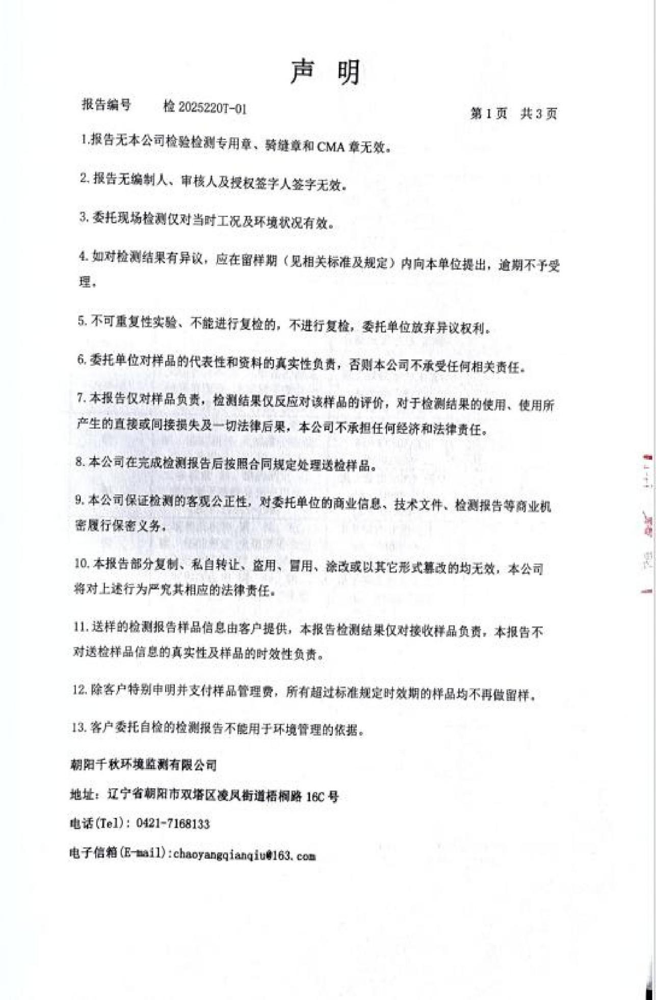 声 明
报告编号 检 2025220T-01
第 1 页 共 3 页
1.报告无本公司检验检测专用章、骑缝章和 CMA 章无效。
2.报告无编制人、审核人及授权签字人签字无效。
3.委托现场检测仅对当时工况及环境状况有效。
4.如对检测结果有异议，应在留样期（见相关标准及规定）内向本单位提出，逾期不予受
理。
5.不可重复性实验、不能进行复检的，不进行复检，委托单位放弃异议权利。
6.委托单位对样品的代表性和资料的真实性负责，否则本公司不承受任何相关责任。
7.本报告仅对样品负责，检测结果仅反应对该样品的评价，对于检测结果的使用、使用所
产生的直接或间接损失及一切法律后果，本公司不承担任何经济和法律责任。
8.本公司在完成检测报告后按照合同规定处理送检样品。
9.本公司保证检测的客观公正性，对委托单位的商业信息、技术文件、检测报告等商业机
密履行保密义务。
10.本报告部分复制、私自转让、盗用、冒用、涂改或以其它形式篡改的均无效，本公司
将对上述行为严究其相应的法律责任。
11.送样的检测报告样品信息由客户提供，本报告检测结果仅对接收样品负责，本报告不
对送检样品信息的真实性及样品的时效性负责。
12.除客户特别申明并支付样品管理费，所有超过标准规定时效期的样品均不再做留样。
13.客户委托自检的检测报告不能用于环境管理的依据。
朝阳千秋环境监测有限公司
地址：辽宁省朝阳市双塔区凌凤街道梧桐路 16C 号
电话(Tel)：0421-7168133
电子信箱(E-mail):chaoyangqianqiu@163.com